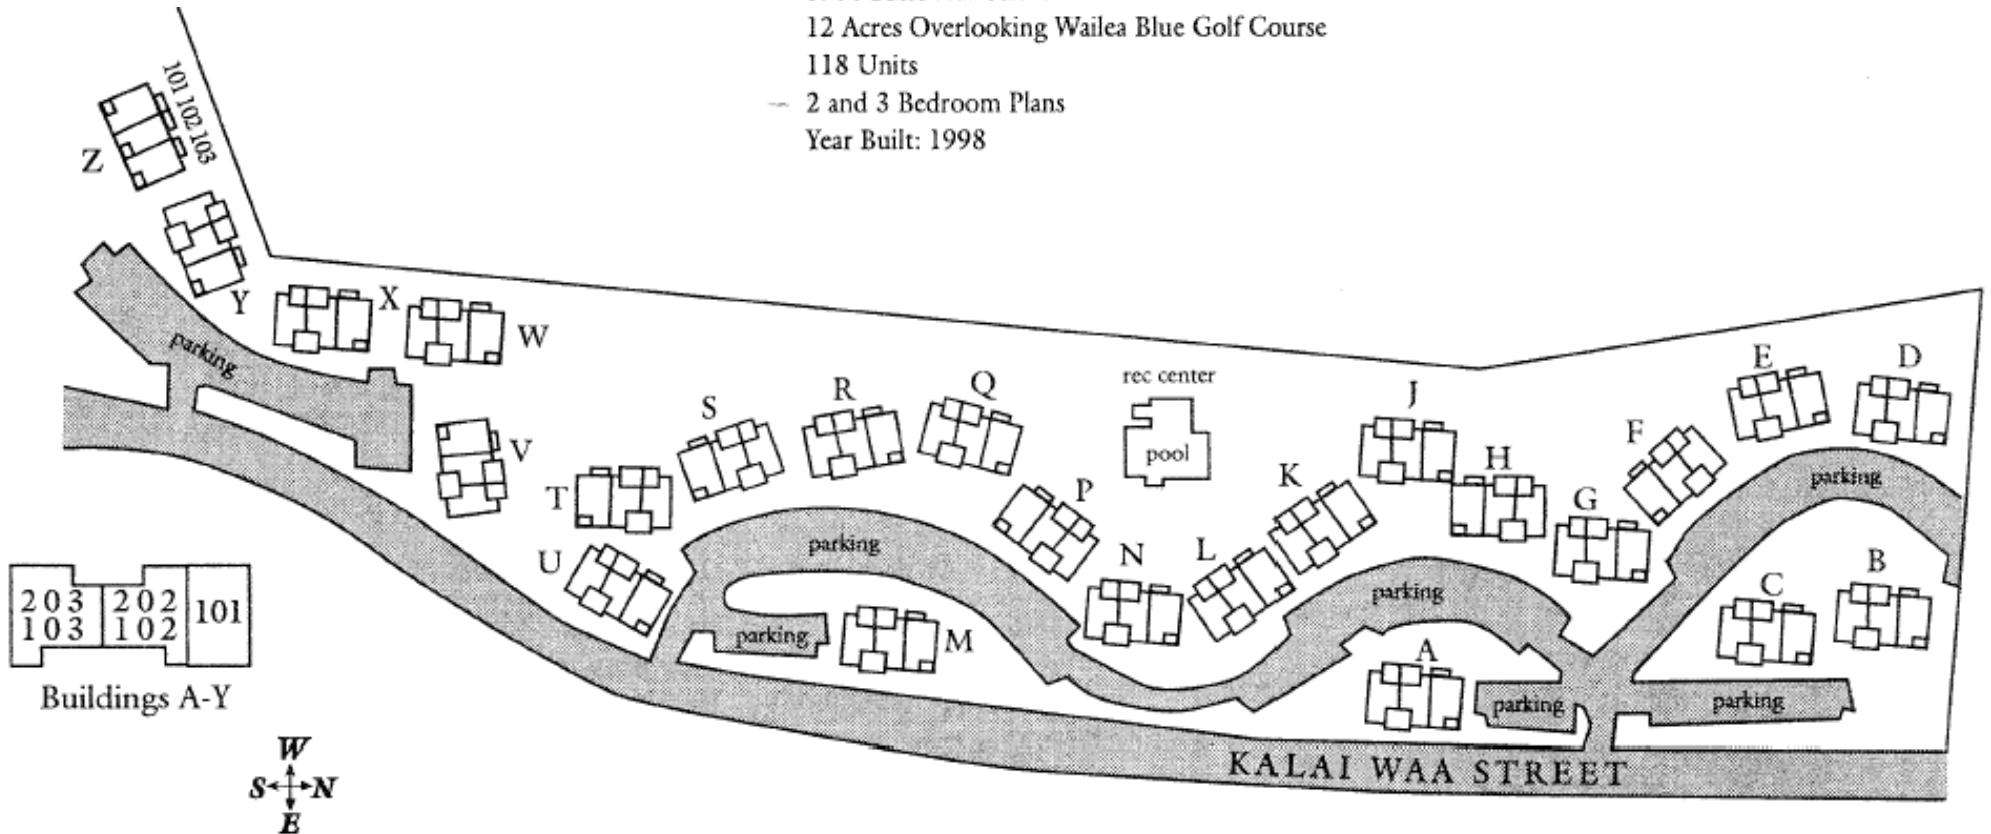 12 Acres Overlooking Wailea Blue Golf Course
118 Units
2 and 3 Bedroom Plans
Year Built: 1998
101 102 103
Z
Y
X
W
parking
V
T
U
S
R
Q
rec center
pool
P
N
L
K
J
H
G
F
E
D
parking
parking
parking
parking
M
A
C
B
parking
parking
203 202
103 102 101
Buildings A-Y
W
S N
E
KALAI WAA STREET